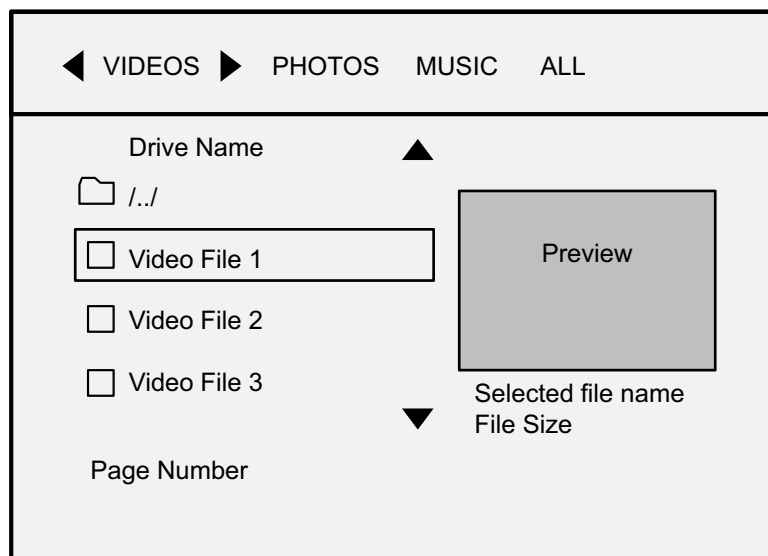 VIDEOS PHOTOS MUSIC ALL
Drive Name
/../
Video File 1
Video File 2
Video File 3
Page Number
Preview
Selected file name
File Size